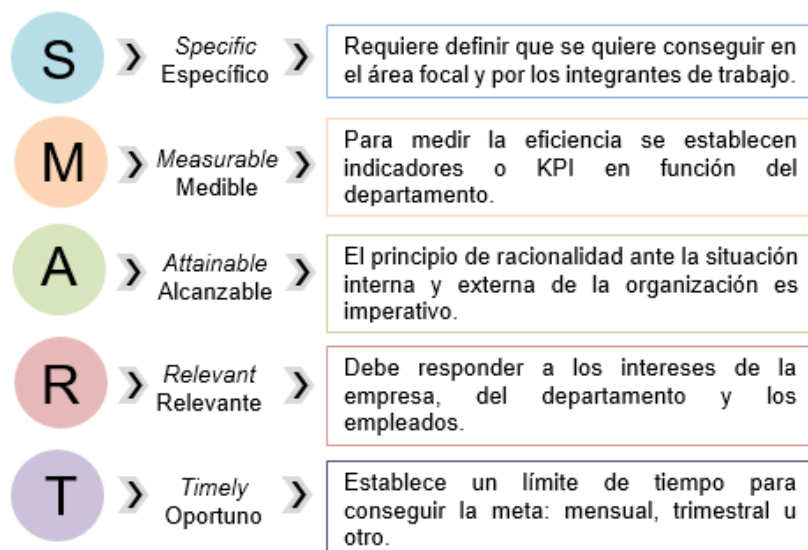 S
Specific
Específico
Requiere definir que se quiere conseguir en
el área focal y por los integrantes de trabajo.
M
Measurable
Medible
Para medir la eficiencia se establecen
indicadores o KPI en función del
departamento.
A
Attainable
Alcanzable
El principio de racionalidad ante la situación
interna y externa de la organización es
imperativo.
R
Relevant
Relevante
Debe responder a los intereses de la
empresa, del departamento y los
empleados.
T
Timely
Oportuno
Establece un límite de tiempo para
conseguir la meta: mensual, trimestral u
otro.